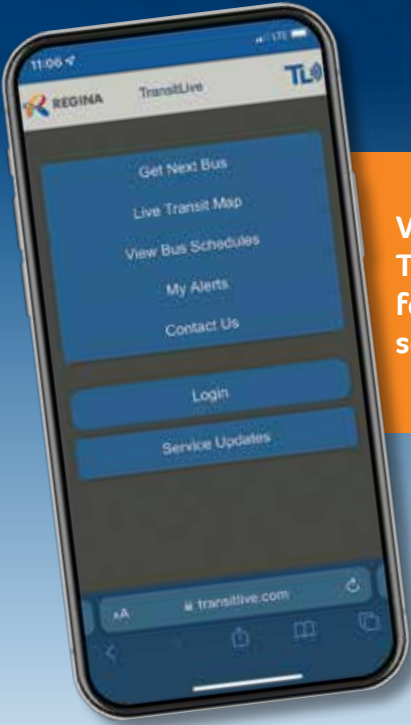 11:06
LTE
REGINA
TransitLive
TL
Get Next Bus
Live Transit Map
View Bus Schedules
My Alerts
Contact Us
Login
Service Updates
AA
transitlive.com